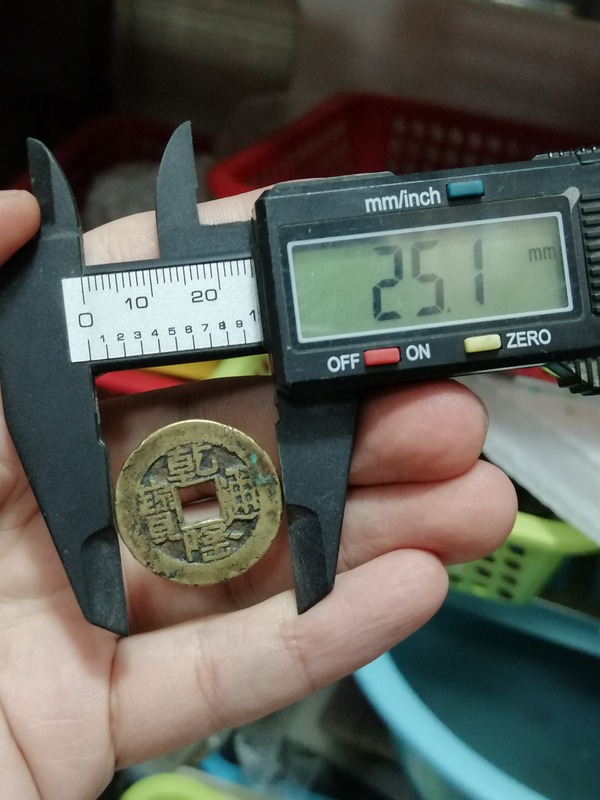 mm/inch
25.1 mm
OFF ON ZERO
0 10 20
1 2 3 4 5 6 7 8 9 1
乾隆通寶